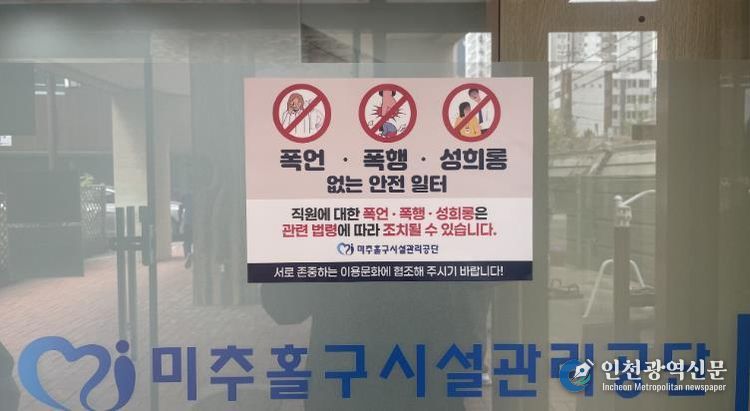 폭언 · 폭행 · 성희롱
없는 안전 일터
직원에 대한 폭언 · 폭행 · 성희롱은
관련 법령에 따라 조치될 수 있습니다.
미추홀구시설관리공단
서로 존중하는 이용문화에 협조해 주시기 바랍니다!
미추홀구시설관리공단
인천광역신문
Incheon Metropolitan newspaper